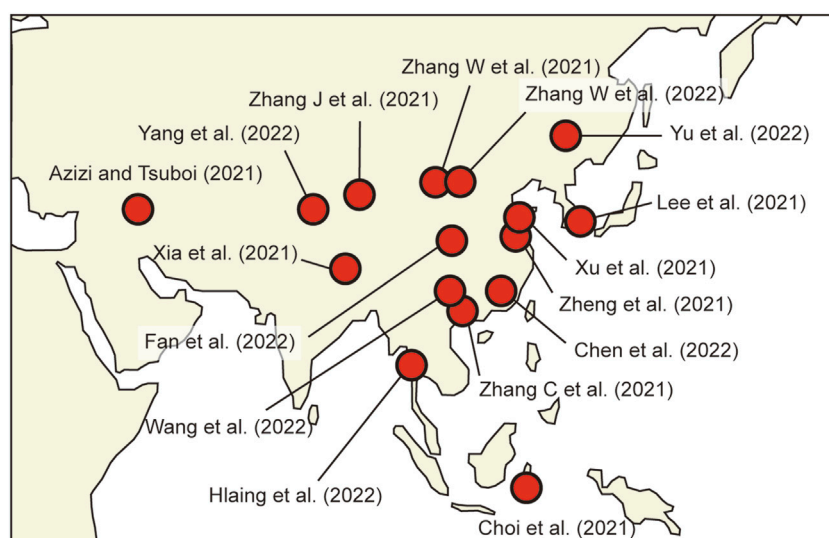 Zhang W et al. (2021)
Zhang W et al. (2022)
Zhang J et al. (2021)
Yang et al. (2022)
Yu et al. (2022)
Azizi and Tsuboi (2021)
Lee et al. (2021)
Xia et al. (2021)
Xu et al. (2021)
Zheng et al. (2021)
Fan et al. (2022)
Chen et al. (2022)
Zhang C et al. (2021)
Wang et al. (2022)
Hlaing et al. (2022)
Choi et al. (2021)